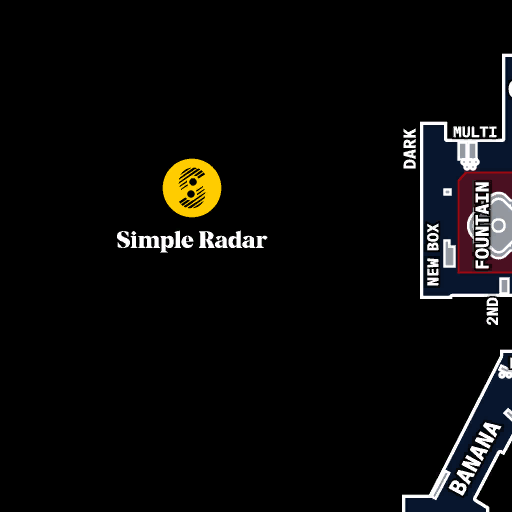 MULTI
DARK
Simple Radar
NEW BOX
FOUNTAIN
2ND
BANANA